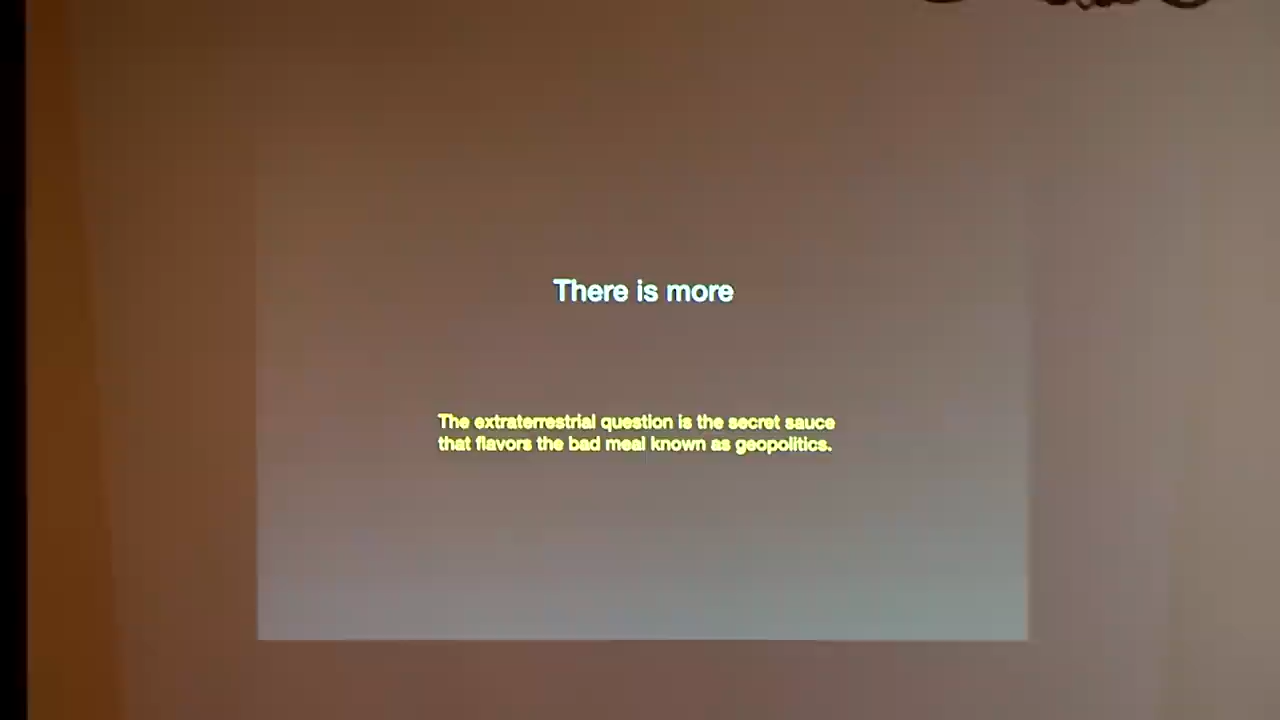 There is more
The extraterrestrial question is the secret sauce
that flavors the bad meal known as geopolitics.